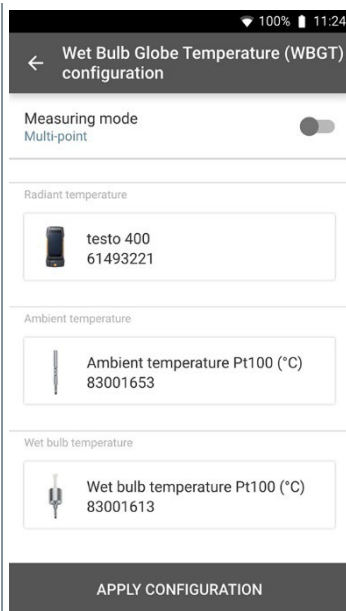 100% 11:24
Wet Bulb Globe Temperature (WBGT)
configuration
Measuring mode
Multi-point
Radiant temperature
testo 400
61493221
Ambient temperature
Ambient temperature Pt100 (°C)
83001653
Wet bulb temperature
Wet bulb temperature Pt100 (°C)
83001613
APPLY CONFIGURATION